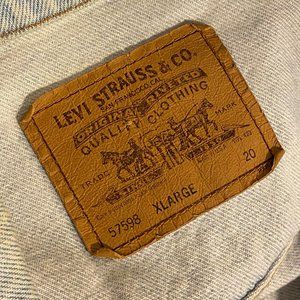 LEVI STRAUSS & CO.
SAN FRANCISCO, CAL.
ORIGINAL RIVETED
QUALITY CLOTHING
TRADE MARK
57598 XLARGE 20